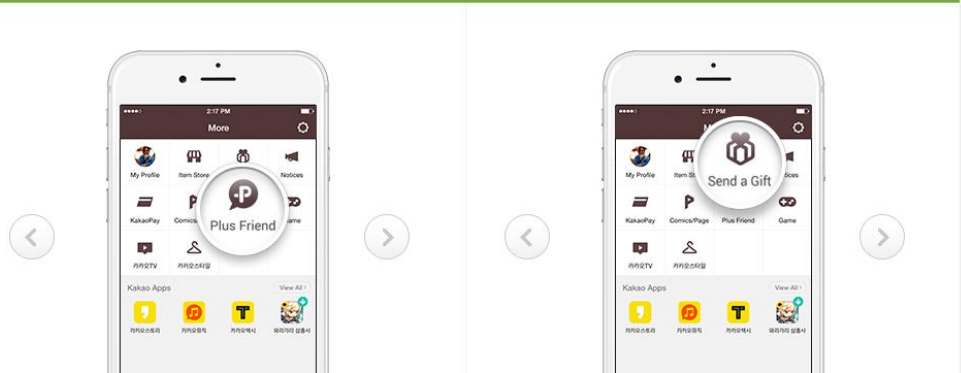 2:17 PM
More
My Profile
Item Store
Notices
KakaoPay
Plus Friend
카카오TV
카카오스타일
Kakao Apps
View All >
카카오스토리
카카오뮤직
카카오택시
2:17 PM
Send a Gift
My Profile
KakaoPay
Comics/Page
Plus Friend
Game
카카오TV
카카오스타일
Kakao Apps
View All >
카카오스토리
카카오뮤직
카카오택시